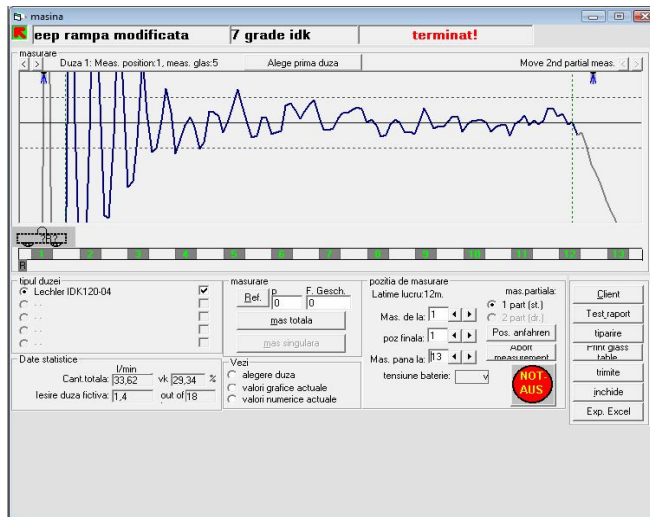 masina
eep rampa modificata 7 grade idk terminat!
masurare
< > Duza 1: Meas. position:1, meas. glas:5 Alege prima duza Move 2nd partial meas. < >
1 2 3 4 5 6 7 8 9 10 11 12 13
R
tipul duzei
Lechler IDK120-04
Date statistice
l/min
Cant.totala: 33,62 vk 29,34 %
Iesire duza fictiva: 1,4 out of 18
masurare
Ref. p F. Gesch.
0 0
mas totala
mas singulara
Vezi
alegere duza
valori grafice actuale
valori numerice actuale
pozitia de masurare
Latime lucru:12m.
Mas. de la: 1
poz finala: 1
Mas. pana la: 13
tensiune baterie: v
mas.partiala:
1 part (st.)
2 part (dr.)
Pos. anfahren
Abort
measurement
NOT-
AUS
Client
Test_raport
tiparire
Print glass
table
trimite
inchide
Exp. Excel